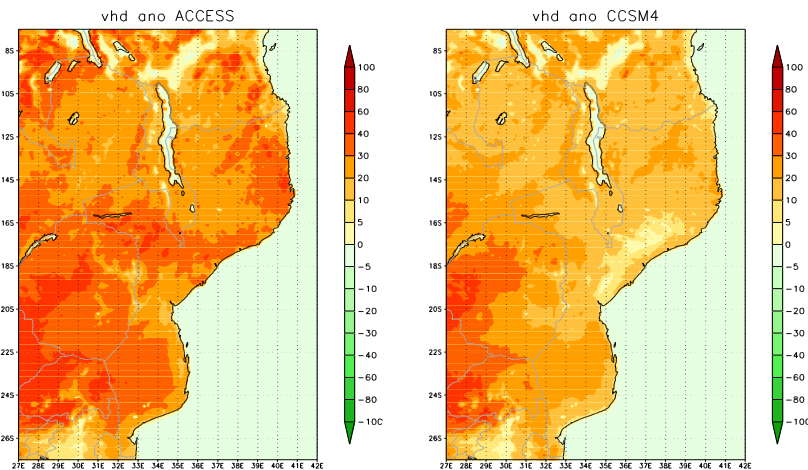 vhd ano ACCESS
8S
10S
12S
14S
16S
18S
20S
22S
24S
26S
27E 28E 29E 30E 31E 32E 33E 34E 35E 36E 37E 38E 39E 40E 41E 42E
100
80
60
40
30
20
10
5
0
−5
−10
−20
−30
−40
−60
−80
−100
vhd ano CCSM4
8S
10S
12S
14S
16S
18S
20S
22S
24S
26S
27E 28E 29E 30E 31E 32E 33E 34E 35E 36E 37E 38E 39E 40E 41E 42E
100
80
60
40
30
20
10
5
0
−5
−10
−20
−30
−40
−60
−80
−100